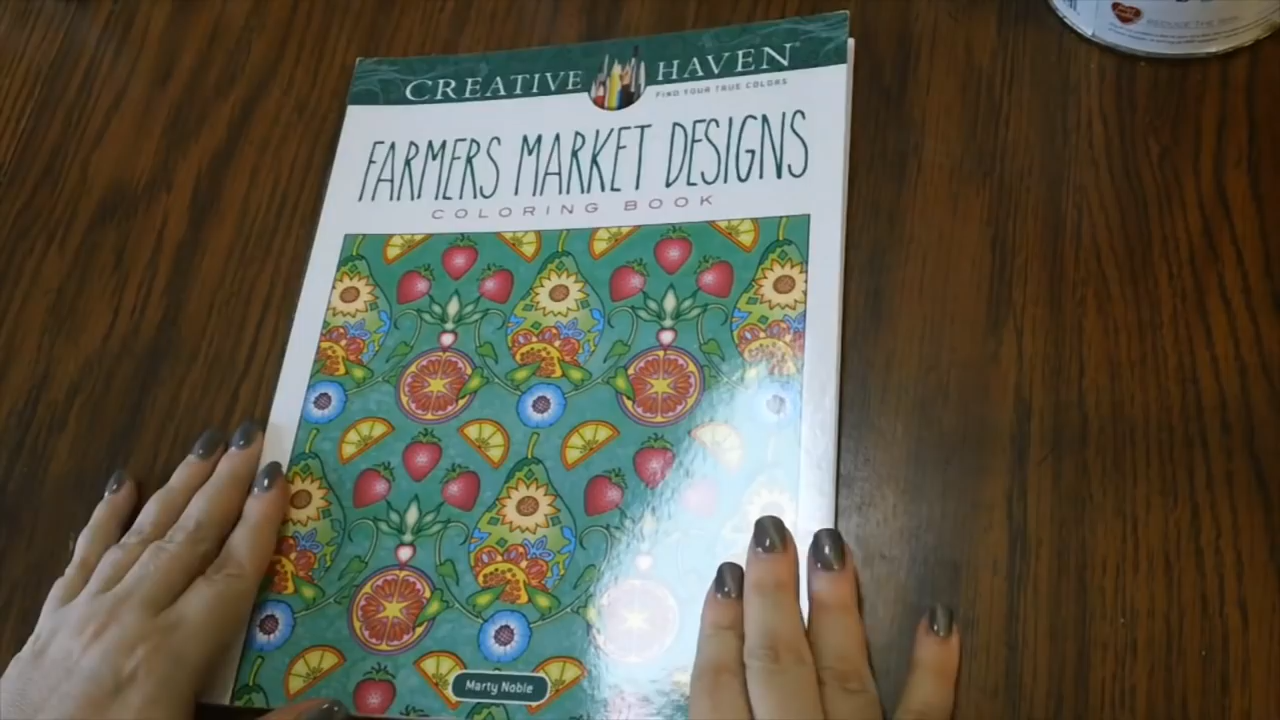 CREATIVE HAVEN
FIND YOUR TRUE COLORS
FARMERS MARKET DESIGNS
COLORING BOOK
Marty Noble